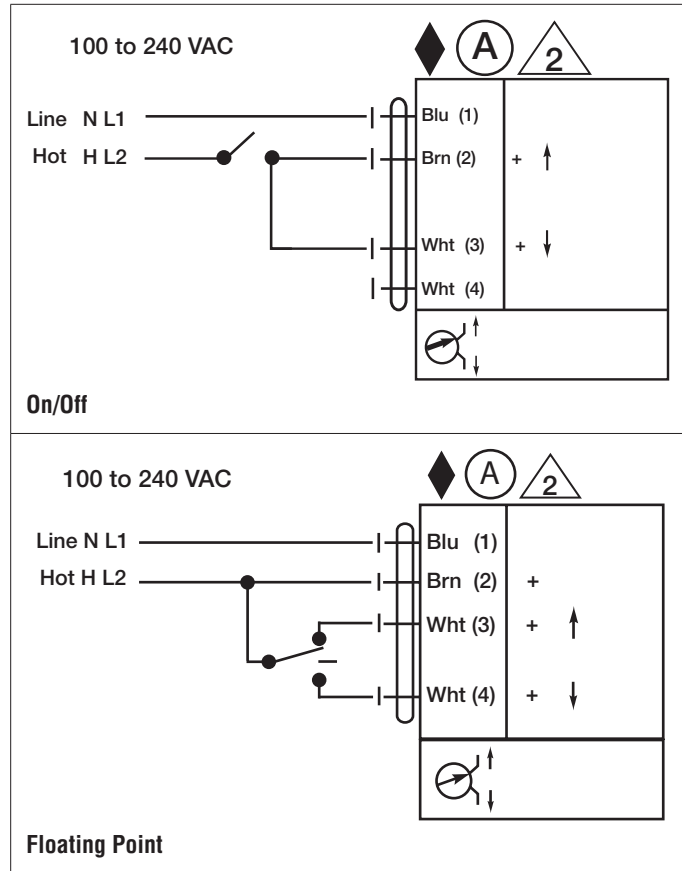 100 to 240 VAC
A
2
Line N L1
Hot H L2
Blu (1)
Brn (2) +
Wht (3) +
Wht (4)
On/Off
100 to 240 VAC
A
2
Line N L1
Hot H L2
Blu (1)
Brn (2) +
Wht (3) +
Wht (4) +
Floating Point